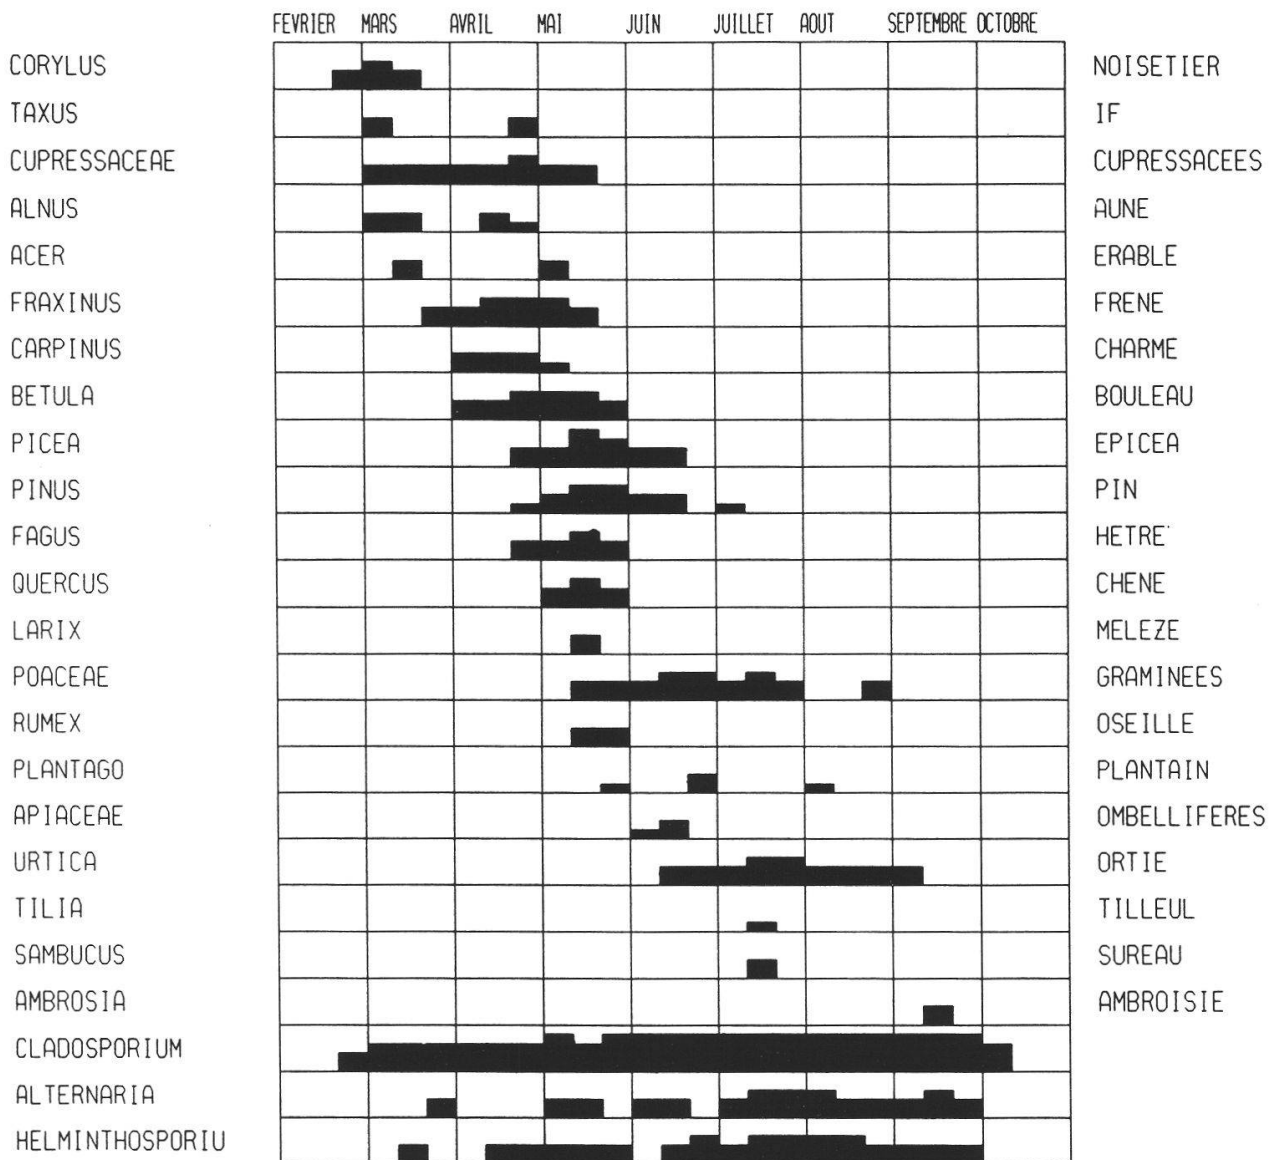 FEVRIER MARS AVRIL MAI JUIN JUILLET AOUT SEPTEMBRE OCTOBRE
CORYLUS NOISETIER
TAXUS IF
CUPRESSACEAE CUPRESSACEES
ALNUS AUNE
ACER ERABLE
FRAXINUS FRENE
CARPINUS CHARME
BETULA BOULEAU
PICEA EPICEA
PINUS PIN
FAGUS HETRE
QUERCUS CHENE
LARIX MELEZE
POACEAE GRAMINEES
RUMEX OSEILLE
PLANTAGO PLANTAIN
APIACEAE OMBELLIFERES
URTICA ORTIE
TILIA TILLEUL
SAMBUCUS SUREAU
AMBROSIA AMBROISIE
CLADOSPORIUM
ALTERNARIA
HELMINTHOSPORIU